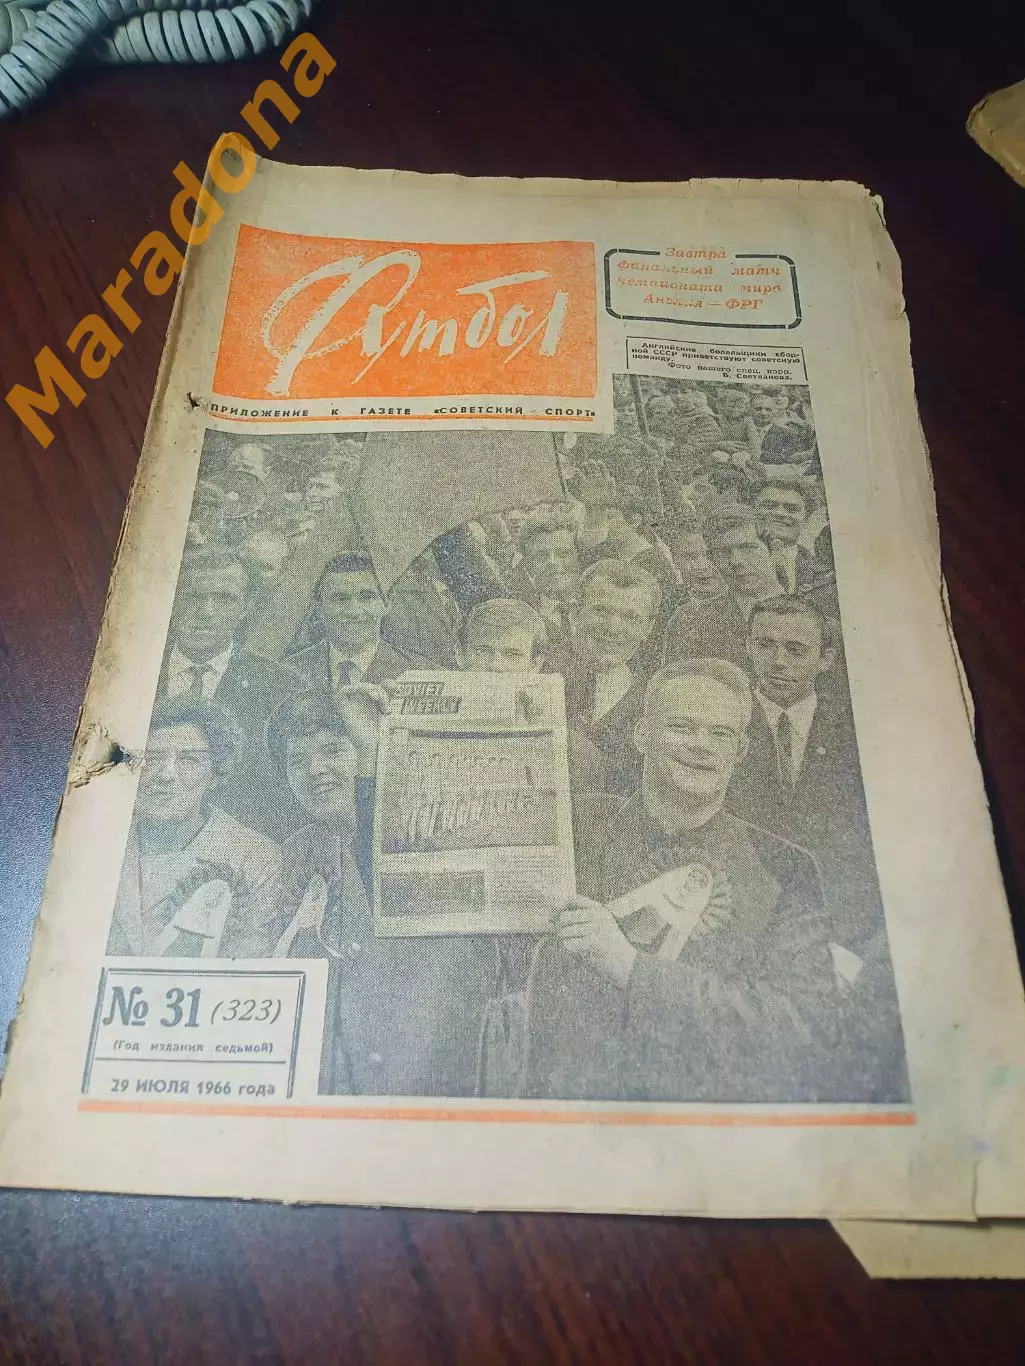 Maradona
Футбол
ПРИЛОЖЕНИЕ К ГАЗЕТЕ «СОВЕТСКИЙ СПОРТ»
Завтра
финальный матч
чемпионата мира
Англия — ФРГ
Английские болельщики сбор-
ной СССР приветствуют советскую
команду.
Фото нашего спец. корр.
Б. Светланова.
SOVIET
WEEKLY
№ 31 (323)
(Год издания седьмой)
29 ИЮЛЯ 1966 года